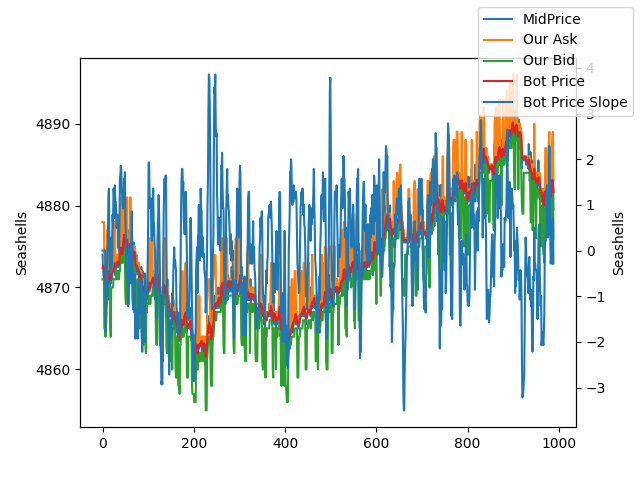 MidPrice
Our Ask
Our Bid
Bot Price
Bot Price Slope
4890
4880
4870
4860
Seashells
4
3
2
1
0
−1
−2
−3
Seashells
0
200
400
600
800
1000